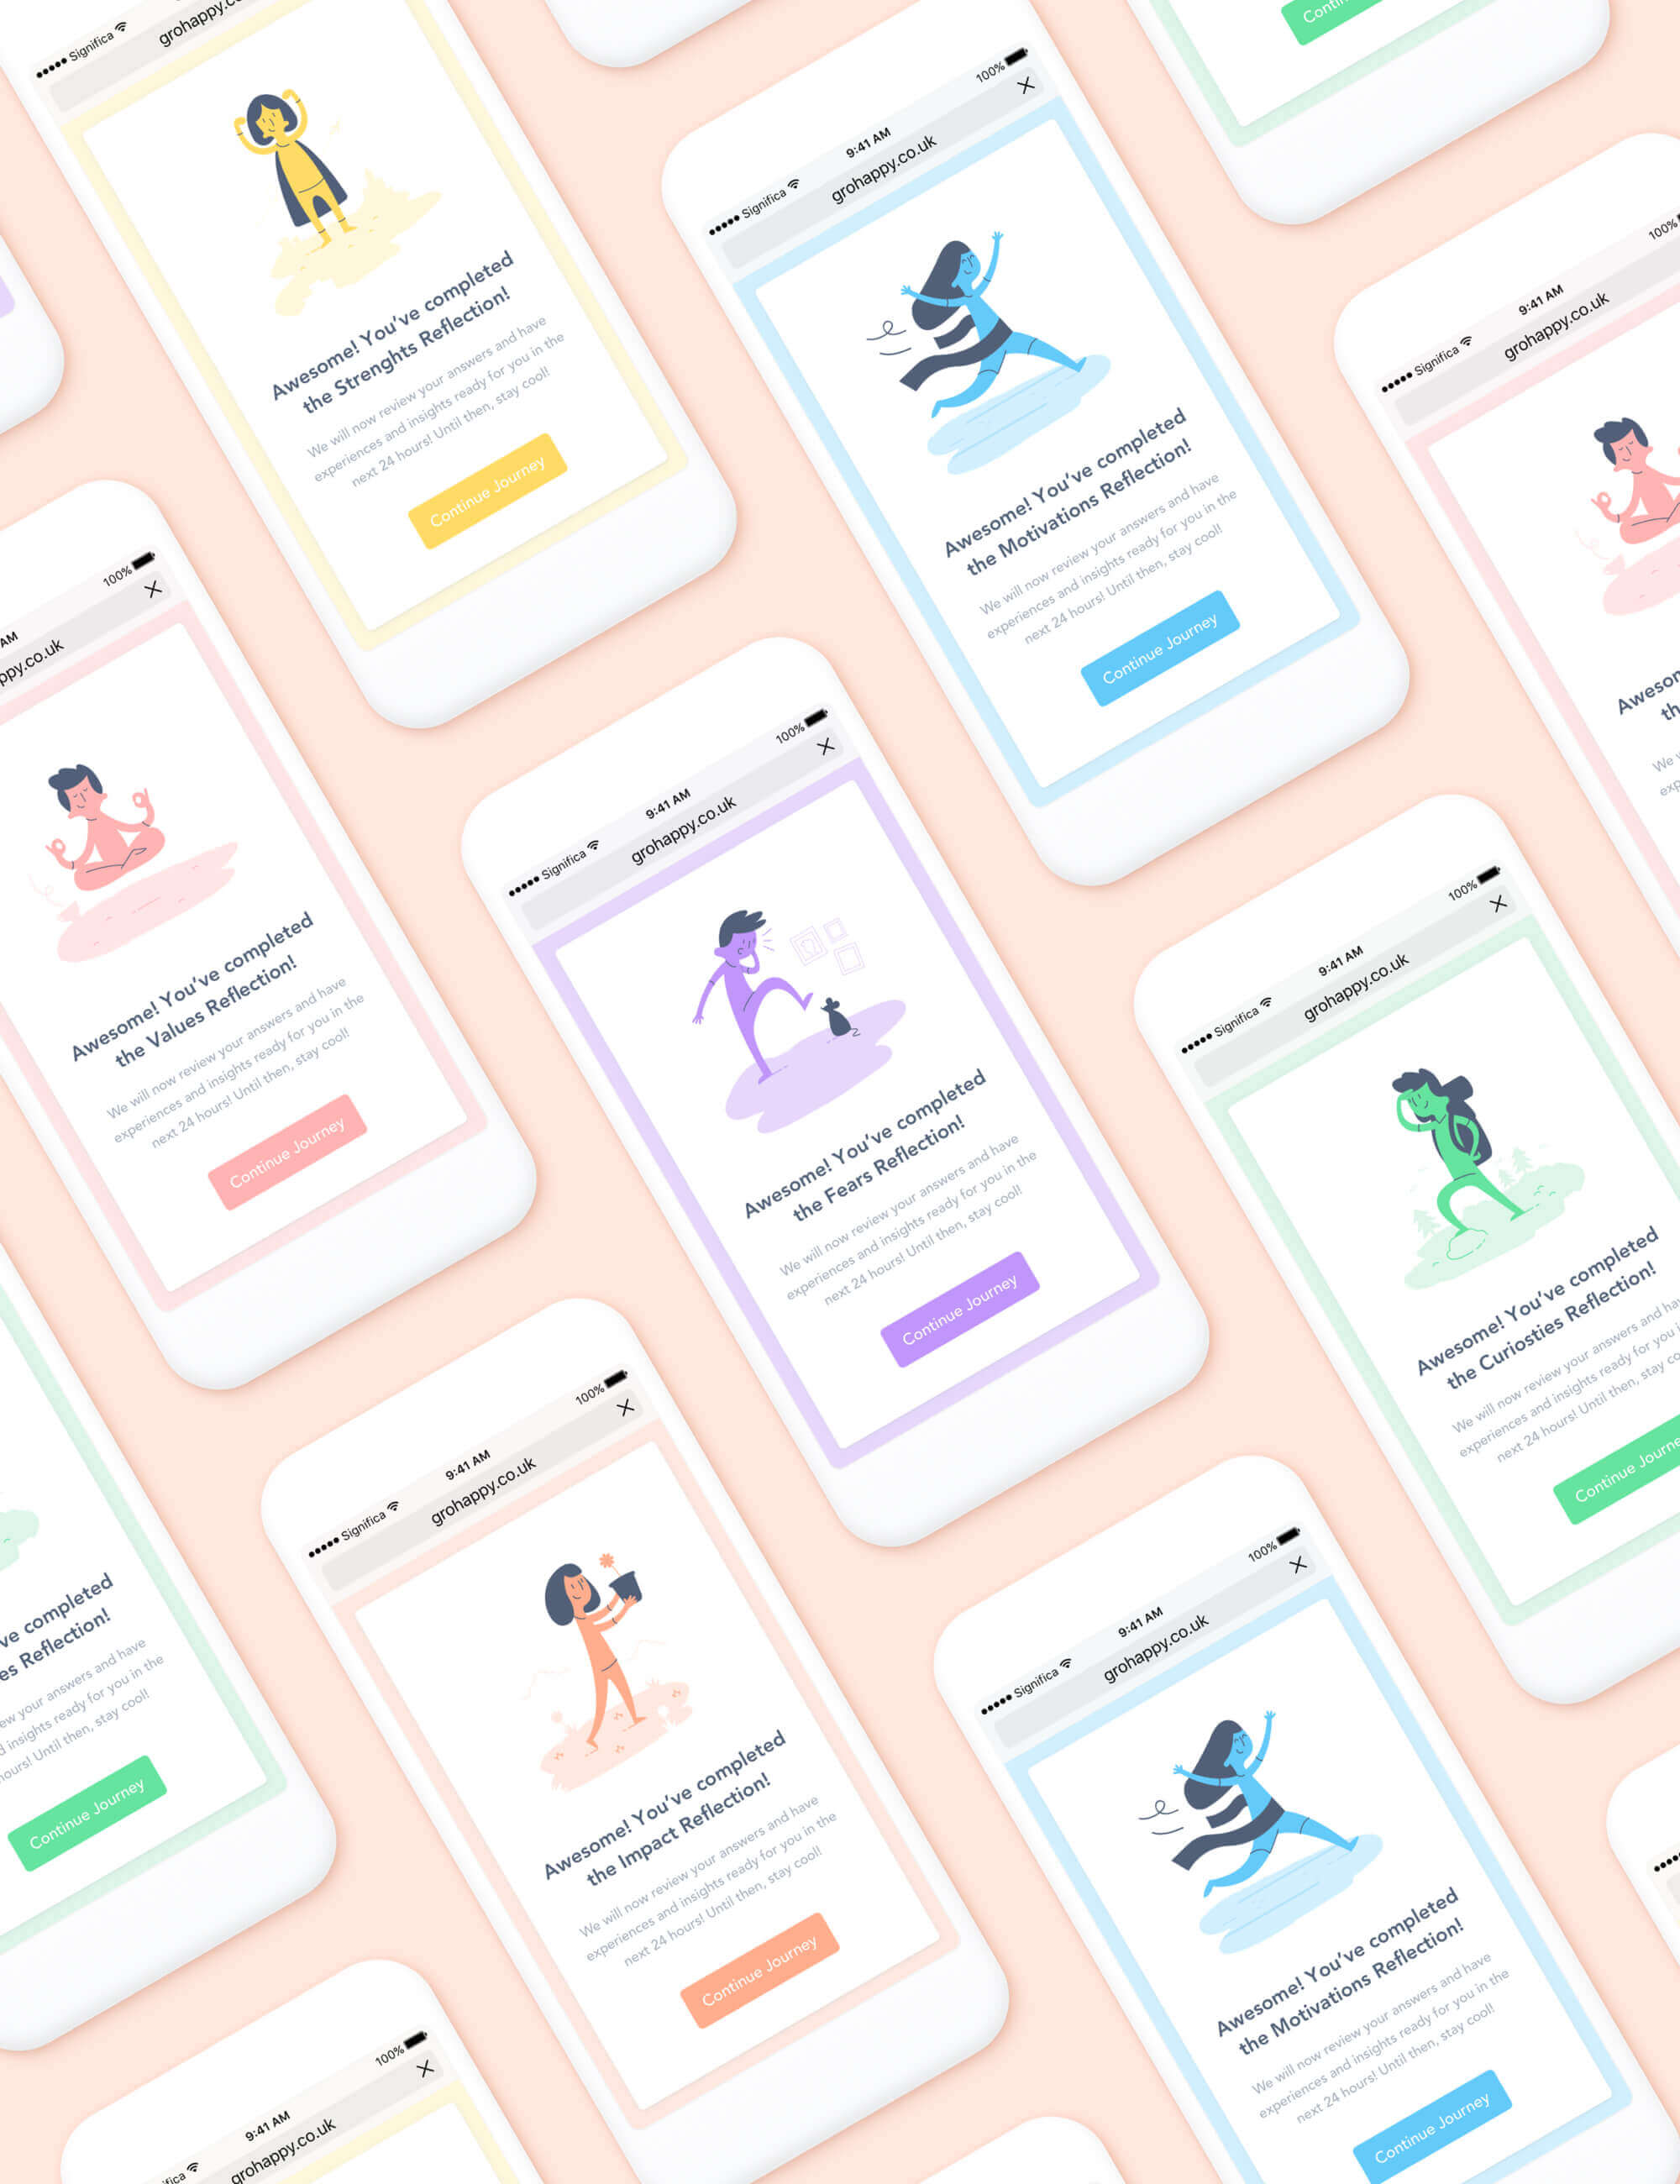 ●●●●● Significa
grohappy.co.
Awesome! You've completed
the Strenghts Reflection!
We will now review your answers and have
experiences and insights ready for you in the
next 24 hours! Until then, stay cool!
Continue Journey
●●●●● Significa
9:41 AM
100%
grohappy.co.uk
Awesome! You've completed
the Motivations Reflection!
We will now review your answers and have
experiences and insights ready for you in the
next 24 hours! Until then, stay cool!
Continue Journey
●●●●● Significa
9:41 AM
100%
grohappy.co.uk
AM
100%
ppy.co.uk
Awesome! You've completed
the Values Reflection!
We will now review your answers and have
experiences and insights ready for you in the
next 24 hours! Until then, stay cool!
Continue Journey
●●●●● Significa
9:41 AM
100%
grohappy.co.uk
Awesome! You've completed
the Fears Reflection!
We will now review your answers and have
experiences and insights ready for you in the
next 24 hours! Until then, stay cool!
Continue Journey
●●●●● Significa
9:41 AM
100%
grohappy.co.uk
Awesome! You've completed
the Curiosties Reflection!
We will now review your answers and ha
experiences and insights ready for you i
next 24 hours! Until then, stay co
Continue Journe
've completed
es Reflection!
ew your answers and have
d insights ready for you in the
hours! Until then, stay cool!
Continue Journey
●●●●● Significa
9:41 AM
100%
grohappy.co.uk
Awesome! You've completed
the Impact Reflection!
We will now review your answers and have
experiences and insights ready for you in the
next 24 hours! Until then, stay cool!
Continue Journey
●●●●● Significa
9:41 AM
100%
grohappy.co.uk
Awesome! You've completed
the Motivations Reflection!
We will now review your answers and have
experiences and insights ready for you in the
next 24 hours! Until then, stay cool!
Continue Journey
9:41 AM
100%
grohappy.co.uk